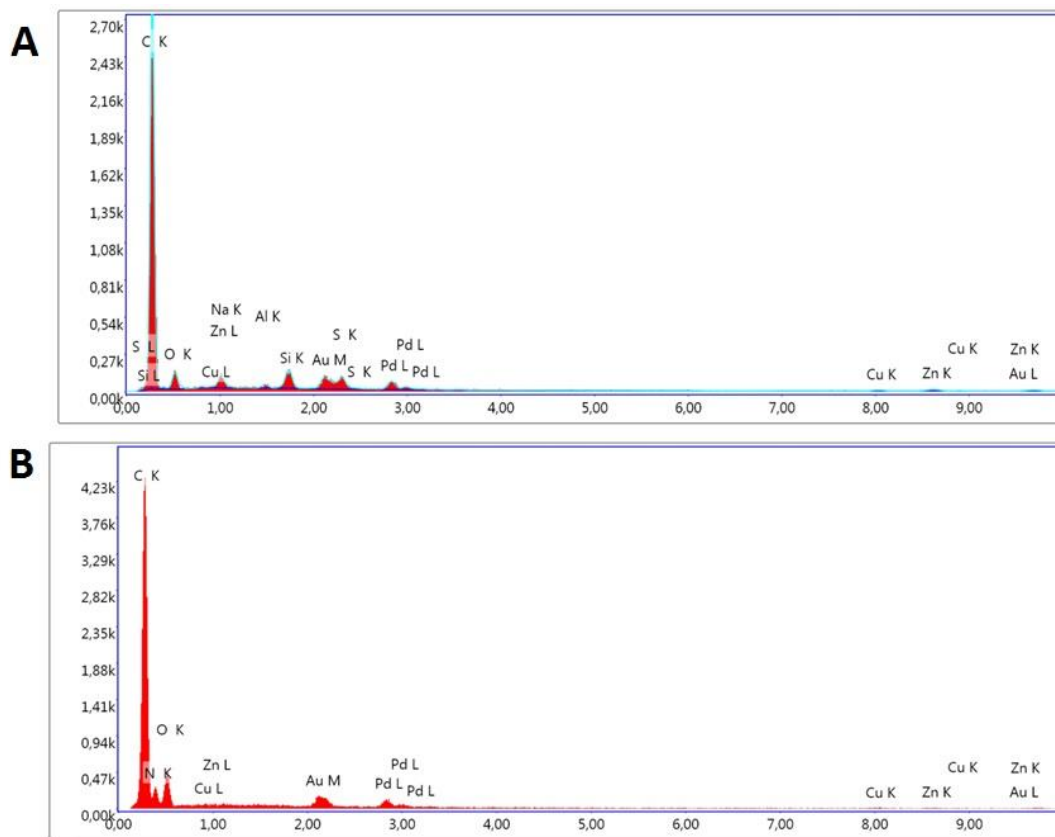 A
2,70k
2,43k
2,16k
1,89k
1,62k
1,35k
1,08k
0,81k
0,54k
0,27k
0,00k
C K
S L
Si L
O K
Cu L
Na K
Zn L
Al K
Si K
Au M
S K
S K
Pd L
Pd L
Pd L
Cu K
Cu K
Zn K
Zn K
Au L
0,00 1,00 2,00 3,00 4,00 5,00 6,00 7,00 8,00 9,00
B
4,23k
3,76k
3,29k
2,82k
2,35k
1,88k
1,41k
0,94k
0,47k
0,00k
C K
O K
N K
Zn L
Cu L
Au M
Pd L
Pd L
Pd L
Cu K
Cu K
Zn K
Zn K
Au L
0,00 1,00 2,00 3,00 4,00 5,00 6,00 7,00 8,00 9,00